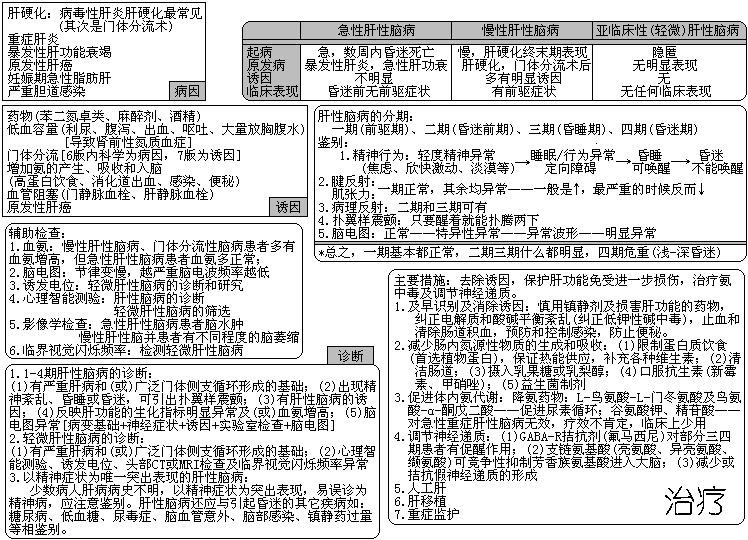 肝硬化：病毒性肝炎肝硬化最常见
(其次是门体分流术)
重症肝炎
暴发性肝功能衰竭
原发性肝癌
妊娠期急性脂肪肝
严重胆道感染
病因
急性肝性脑病 慢性肝性脑病 亚临床性(轻微)肝性脑病
起病 急，数周内昏迷死亡 慢，肝硬化终末期表现 隐匿
原发病 暴发性肝炎，急性肝功衰 肝硬化，门体分流术后 无明显表现
诱因 不明显 多有明显诱因 无
临床表现 昏迷前无前驱症状 有前驱症状 无任何临床表现
药物(苯二氮卓类、麻醉剂、酒精)
低血容量(利尿、腹泻、出血、呕吐、大量放胸腹水)
[导致肾前性氮质血症]
门体分流[6版内科学为病因，7版为诱因]
增加氨的产生、吸收和入脑
(高蛋白饮食、消化道出血、感染、便秘)
血管阻塞(门静脉血栓、肝静脉血栓)
原发性肝癌
诱因
肝性脑病的分期：
一期(前驱期)、二期(昏迷前期)、三期(昏睡期)、四期(昏迷期)
鉴别：
1.精神行为：轻度精神异常→睡眠/行为异常→昏睡→昏迷
(焦虑、欣快激动、淡漠等) 定向障碍 可唤醒 不能唤醒
2.腱反射：
肌张力：一期正常，其余均异常——一般是↑，最严重的时候反而↓
3.病理反射：二期和三期可有
4.扑翼样震颤：只要醒着就能扑腾两下
5.脑电图：正常——特异性异常——异常波形——明显异常
*总之，一期基本都正常，二期三期什么都明显，四期危重(浅-深昏迷)
辅助检查：
1.血氨：慢性肝性脑病、门体分流性脑病患者多有
血氨增高，但急性肝性脑病患者血氨多正常；
2.脑电图：节律变慢，越严重脑电波频率越低
3.诱发电位：轻微肝性脑病的诊断和研究
4.心理智能测验：肝性脑病的诊断
轻微肝性脑病的筛选
5.影像学检查：急性肝性脑病患者脑水肿
慢性肝性脑并患者有不同程度的脑萎缩
6.临界视觉闪烁频率：检测轻微肝性脑病
诊断
1.1-4期肝性脑病的诊断：
(1)有严重肝病和(或)广泛门体侧支循环形成的基础；(2)出现精
神紊乱、昏睡或昏迷，可引出扑翼样震颤；(3)有肝性脑病的诱
因；(4)反映肝功能的生化指标明显异常及(或)血氨增高；(5)脑
电图异常[病变基础+神经症状+诱因+实验室检查+脑电图]
2.轻微肝性脑病的诊断：
(1)有严重肝病和(或)广泛门体侧支循环形成的基础；(2)心理智
能测验、诱发电位、头部CT或MRI检查及临界视觉闪烁频率异常
3.以精神症状为唯一突出表现的肝性脑病：
少数病人肝病病史不明，以精神症状为突出表现，易误诊为
精神病，应注意鉴别。肝性脑病还应与引起昏迷的其它疾病如：
糖尿病、低血糖、尿毒症、脑血管意外、脑部感染、镇静药过量
等相鉴别。
主要措施：去除诱因，保护肝功能免受进一步损伤，治疗氨
中毒及调节神经递质。
1.及早识别及消除诱因：慎用镇静剂及损害肝功能的药物，
纠正电解质和酸碱平衡紊乱(纠正低钾性碱中毒)，止血和
清除肠道积血，预防和控制感染，防止便秘。
2.减少肠内氮源性物质的生成和吸收：(1)限制蛋白质饮食
(首选植物蛋白)，保证热能供应，补充各种维生素；(2)清
洁肠道；(3)摄入乳果糖或乳梨醇；(4)口服抗生素(新霉
素、甲硝唑)；(5)益生菌制剂
3.促进体内氨代谢：降氨药物：L-鸟氨酸-L-门冬氨酸及鸟氨
酸-α-酮戊二酸——促进尿素循环；谷氨酸钾、精苷酸——
对急性重症肝性脑病无效，疗效不肯定，临床上少用
4.调节神经递质：(1)GABA-R拮抗剂(氟马西尼)对部分三四
期患者有促醒作用；(2)支链氨基酸(亮氨酸、异亮氨酸、
缬氨酸)可竞争性抑制芳香族氨基酸进入大脑；(3)减少或
拮抗假神经递质的形成
5.人工肝
6.肝移植
7.重症监护
治疗